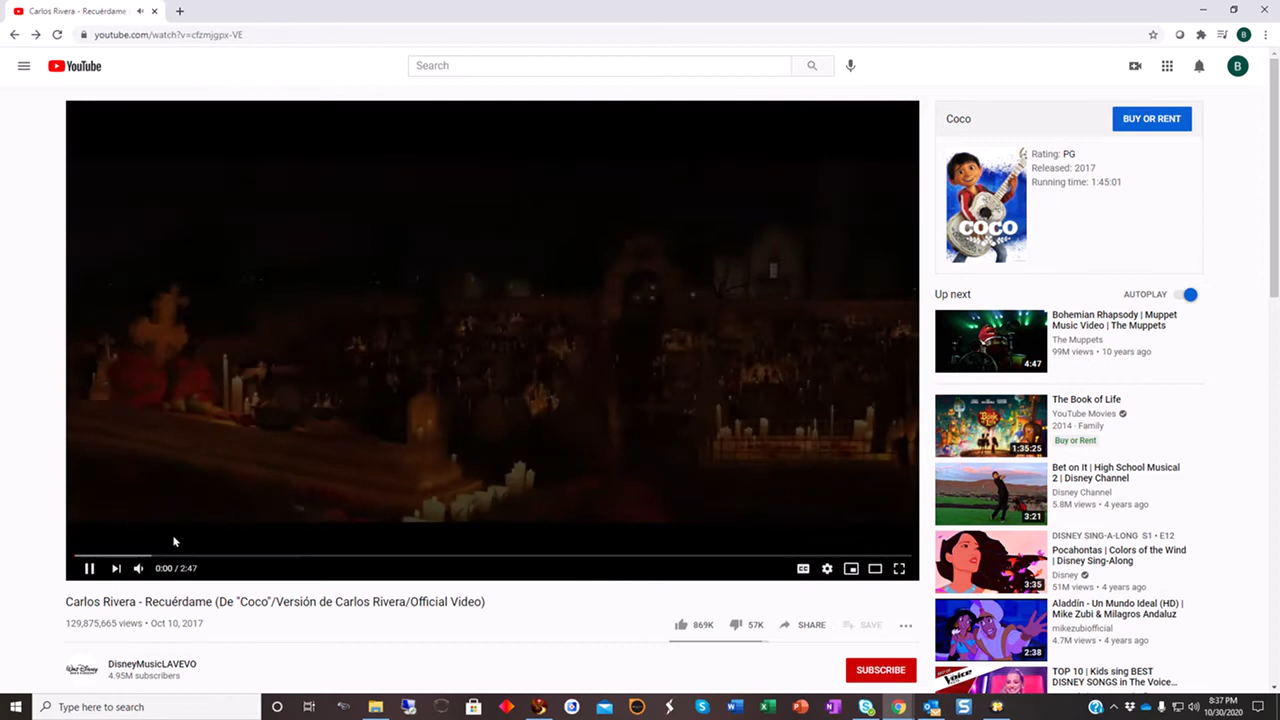 Carlos Rivera - Recuérdame
youtube.com/watch?v=cfzmjgpx-VE
B
YouTube
Search
B
Coco
BUY OR RENT
Rating: PG
Released: 2017
Running time: 1:45:01
COCO
Up next
AUTOPLAY
Bohemian Rhapsody | Muppet
Music Video | The Muppets
The Muppets
99M views • 10 years ago
4:47
The Book of Life
YouTube Movies
2014 · Family
Buy or Rent
1:35:25
Bet on It | High School Musical
2 | Disney Channel
Disney Channel
5.8M views • 4 years ago
3:21
DISNEY SING-A-LONG S1 • E12
Pocahontas | Colors of the Wind
| Disney Sing-Along
Disney
51M views • 4 years ago
3:35
Aladdín - Un Mundo Ideal (HD) |
Mike Zubi & Milagros Andaluz
mikezubiofficial
4.7M views • 4 years ago
2:38
TOP 10 | Kids sing BEST
DISNEY SONGS in The Voice...
Voice
0:00 / 2:47
Carlos Rivera - Recuérdame (De "Coco"/Versión de Carlos Rivera/Official Video)
129,875,665 views • Oct 10, 2017
869K
57K
SHARE
SAVE
DisneyMusicLAVEVO
4.95M subscribers
SUBSCRIBE
Type here to search
8:37 PM
10/30/2020